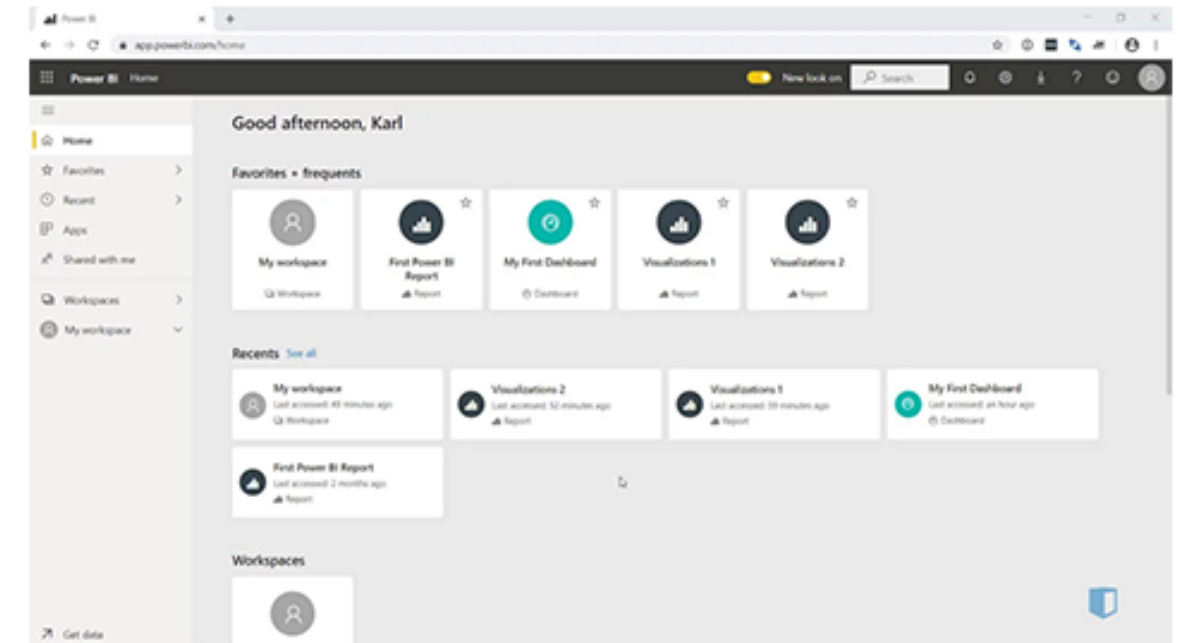 Power BI
app.powerbi.com/home
Power BI Home
New look on
Search
Home
Favorites
Recent
Apps
Shared with me
Workspaces
My workspace
Get data
Good afternoon, Karl
Favorites + frequents
My workspace
Workspace
First Power BI
Report
Report
My First Dashboard
Dashboard
Visualizations 1
Report
Visualizations 2
Report
Recents See all
My workspace
Last accessed: 49 minutes ago
Workspace
Visualizations 2
Last accessed: 52 minutes ago
Report
Visualizations 1
Last accessed: 59 minutes ago
Report
My First Dashboard
Last accessed: an hour ago
Dashboard
First Power BI Report
Last accessed: 2 months ago
Report
Workspaces